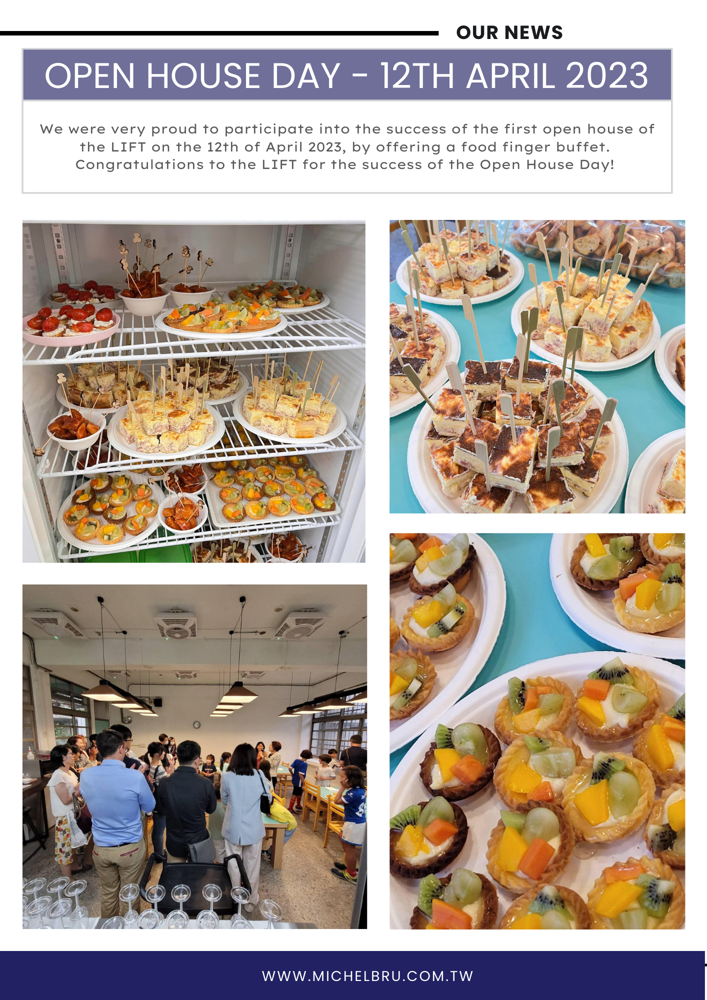 OUR NEWS
OPEN HOUSE DAY - 12TH APRIL 2023
We were very proud to participate into the success of the first open house of
the LIFT on the 12th of April 2023, by offering a food finger buffet.
Congratulations to the LIFT for the success of the Open House Day!
WWW.MICHELBRU.COM.TW